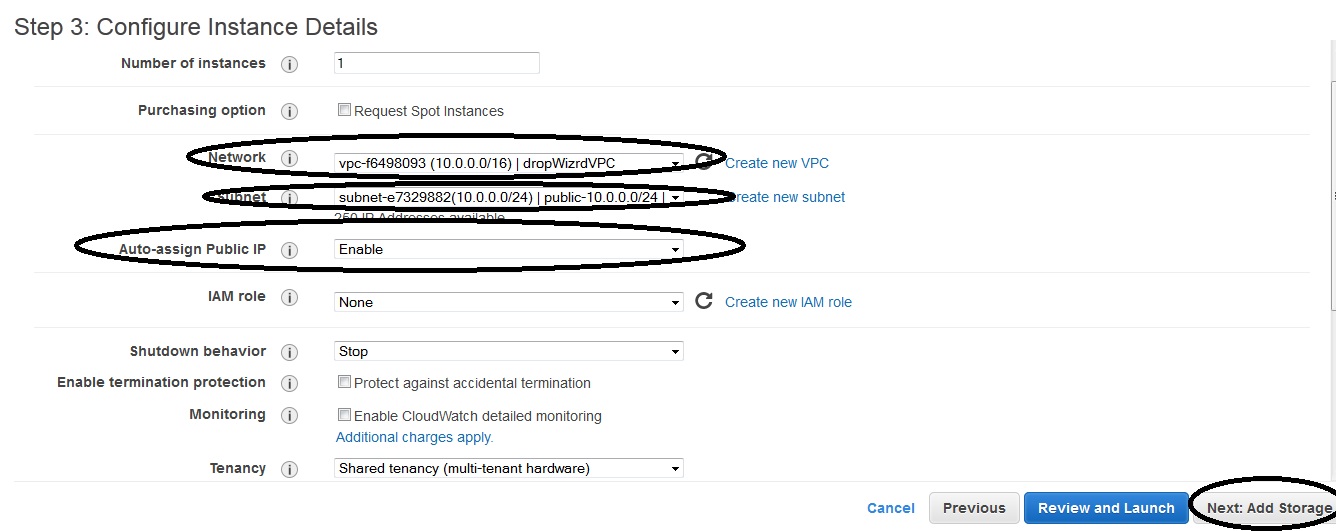 Step 3: Configure Instance Details
Number of instances 1
Purchasing option Request Spot Instances
Network vpc-f6498093 (10.0.0.0/16) | dropWizrdVPC Create new VPC
Subnet subnet-e7329882(10.0.0.0/24) | public-10.0.0.0/24 | Create new subnet
250 IP Addresses available
Auto-assign Public IP Enable
IAM role None Create new IAM role
Shutdown behavior Stop
Enable termination protection Protect against accidental termination
Monitoring Enable CloudWatch detailed monitoring
Additional charges apply.
Tenancy Shared tenancy (multi-tenant hardware)
Cancel Previous Review and Launch Next: Add Storage